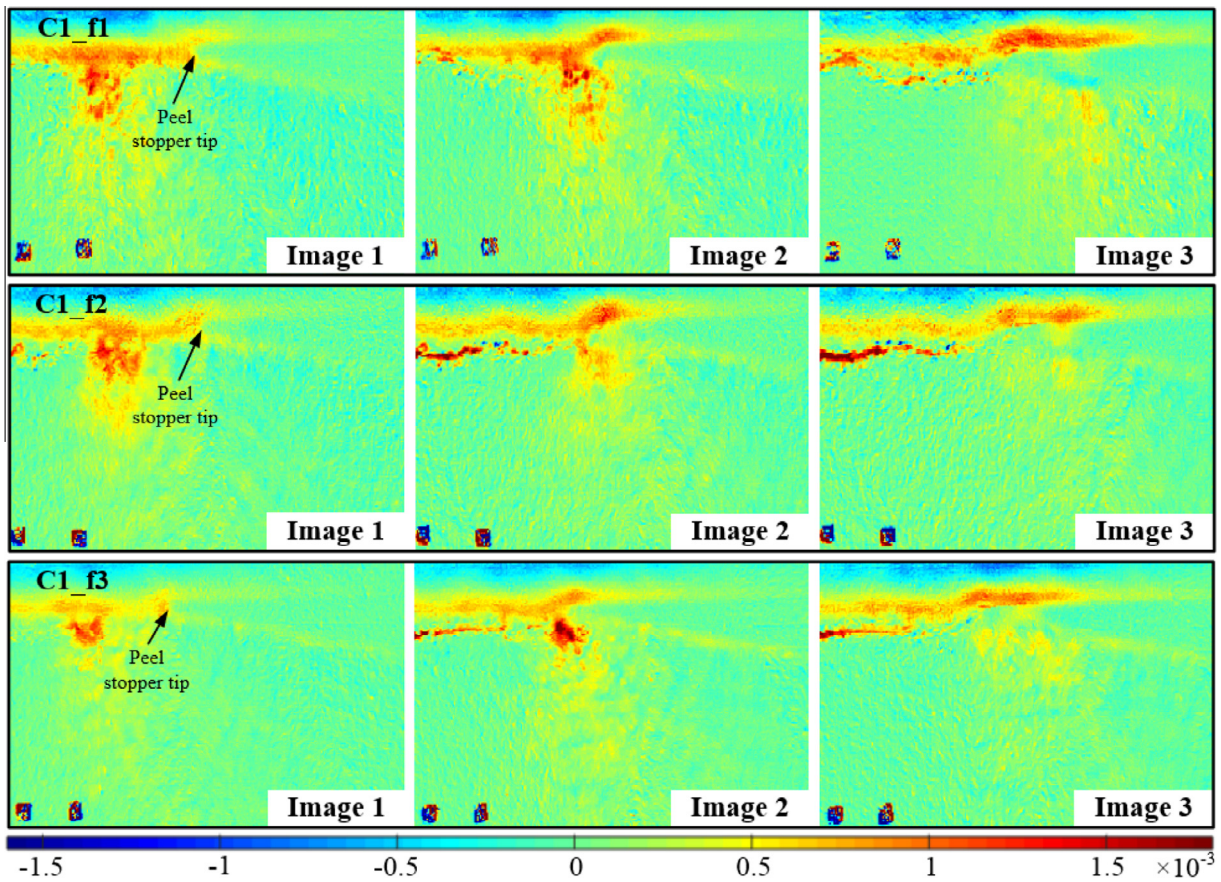 C1_f1
Peel
stopper tip
Image 1
Image 2
Image 3
C1_f2
Peel
stopper tip
Image 1
Image 2
Image 3
C1_f3
Peel
stopper tip
Image 1
Image 2
Image 3
-1.5 -1 -0.5 0 0.5 1 1.5 ×10⁻³